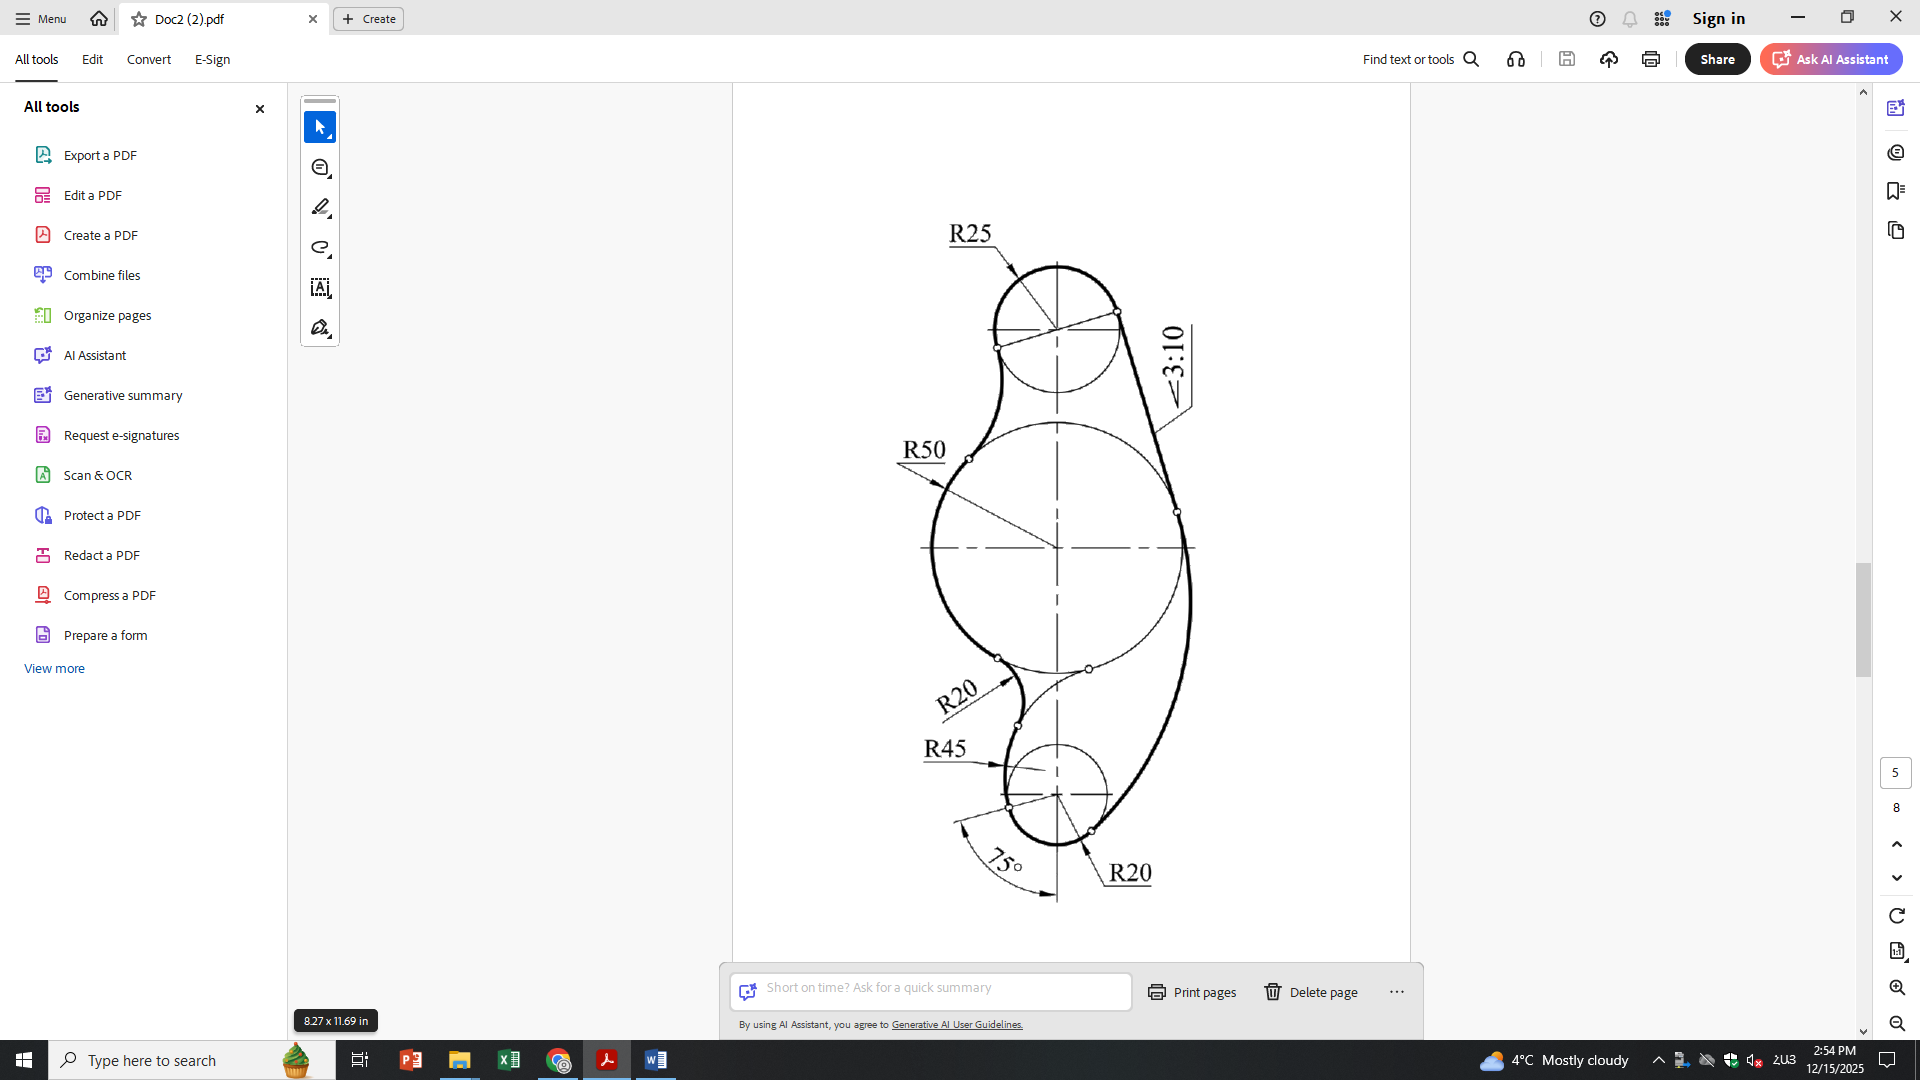 Menu
Doc2 (2).pdf
Create
Sign in
All tools
Edit
Convert
E-Sign
Find text or tools
Share
Ask AI Assistant
All tools
Export a PDF
Edit a PDF
Create a PDF
Combine files
Organize pages
AI Assistant
Generative summary
Request e-signatures
Scan & OCR
Protect a PDF
Redact a PDF
Compress a PDF
Prepare a form
View more
R25
3:10
R50
R20
R45
75°
R20
5
8
Short on time? Ask for a quick summary
Print pages
Delete page
By using AI Assistant, you agree to Generative AI User Guidelines.
8.27 x 11.69 in
Type here to search
4°C Mostly cloudy
ՀԱՅ
2:54 PM
12/15/2025